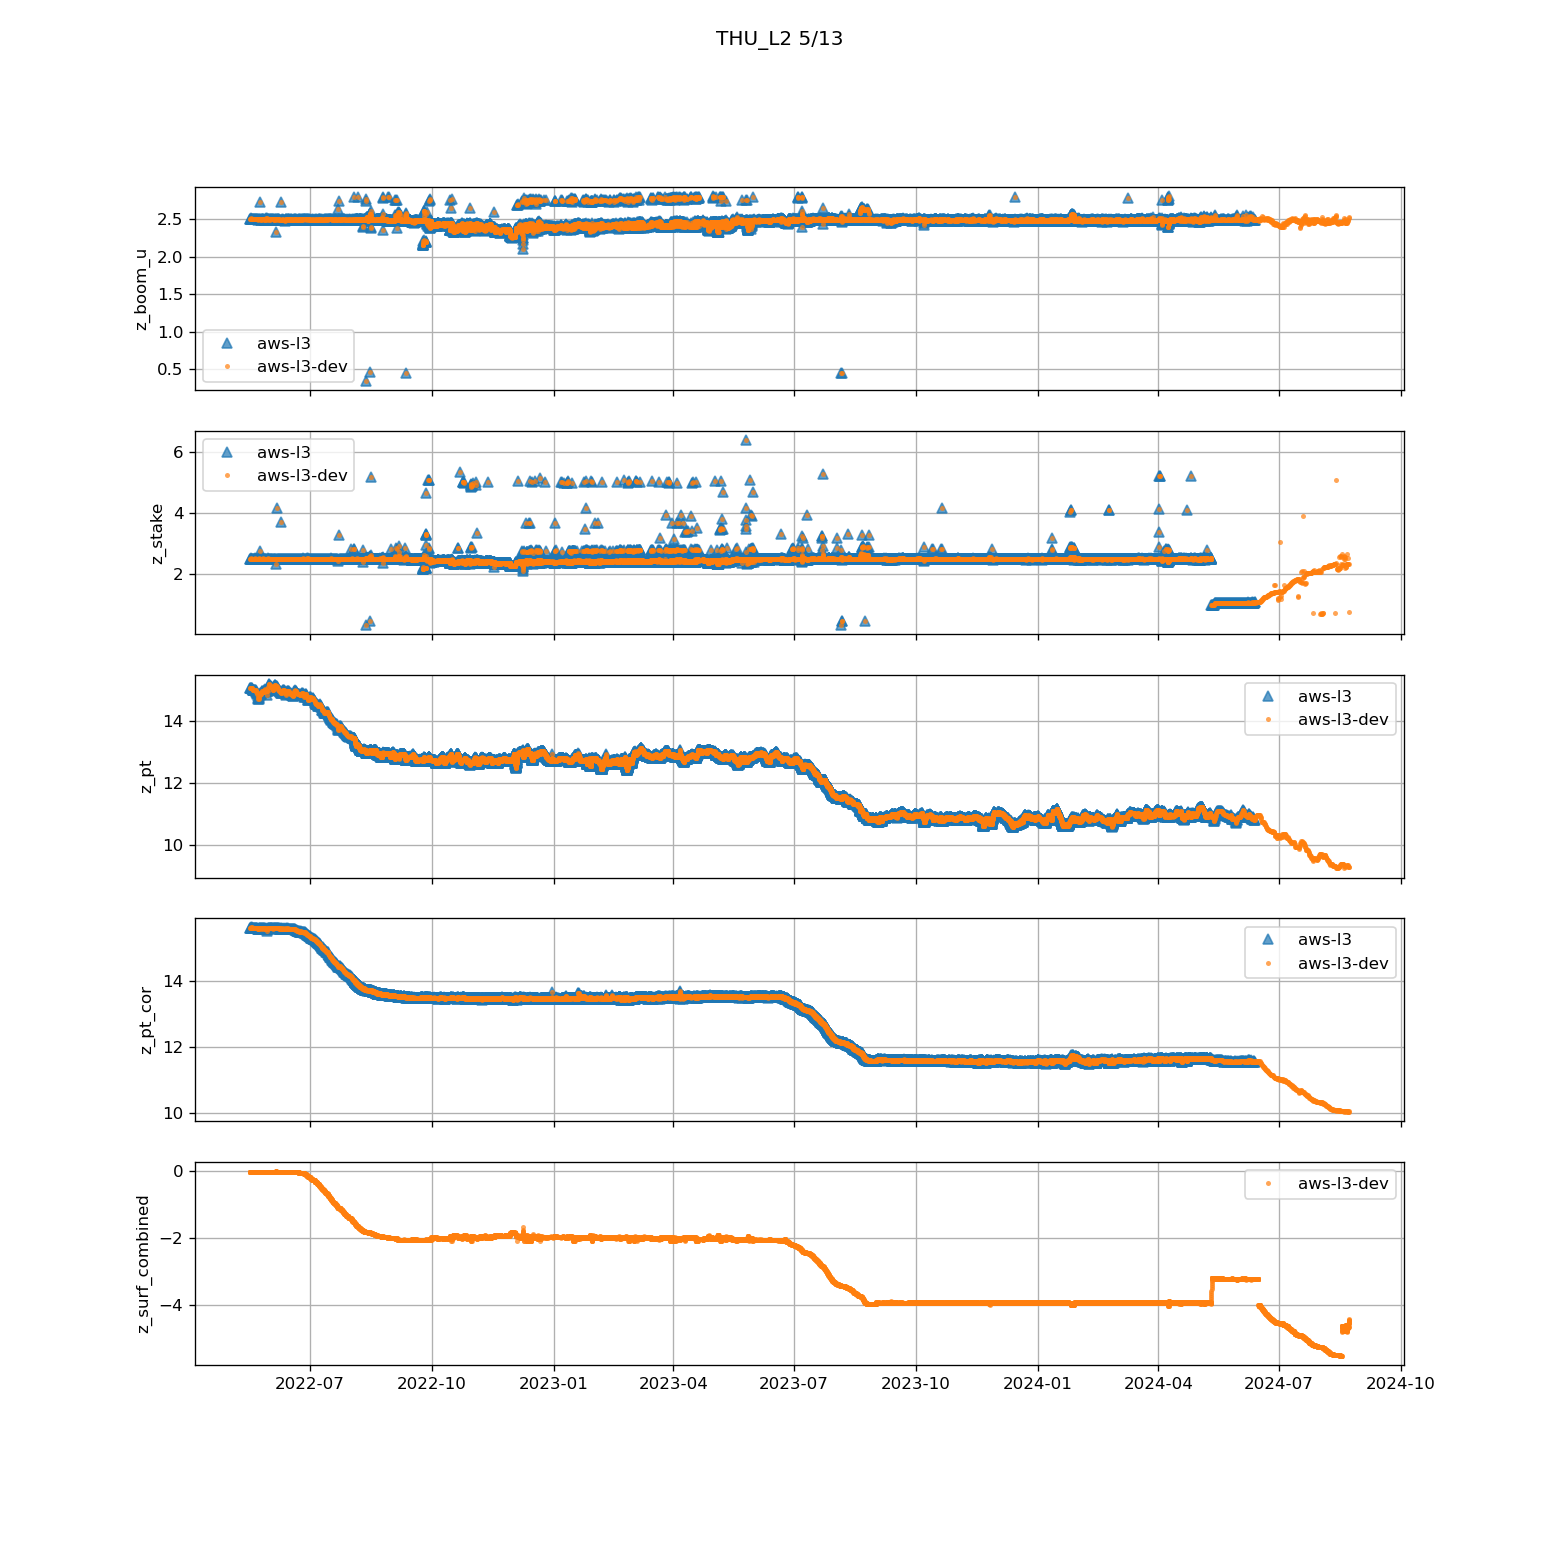 THU_L2 5/13
z_boom_u
2.5
2.0
1.5
1.0
0.5
aws-l3
aws-l3-dev
z_stake
6
4
2
aws-l3
aws-l3-dev
z_pt
14
12
10
aws-l3
aws-l3-dev
z_pt_cor
14
12
10
aws-l3
aws-l3-dev
z_surf_combined
0
−2
−4
aws-l3-dev
2022-07 2022-10 2023-01 2023-04 2023-07 2023-10 2024-01 2024-04 2024-07 2024-10